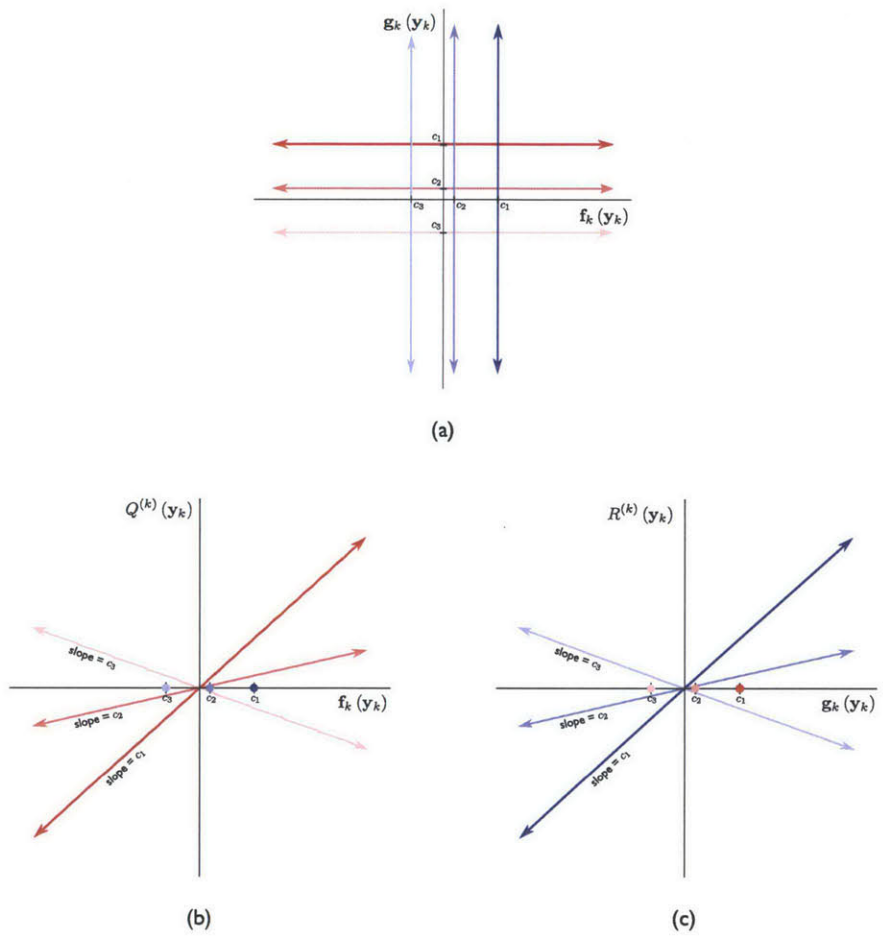 g_k (y_k)
c_1
c_2
c_3 c_2 c_1
f_k (y_k)
c_3
(a)
Q^(k) (y_k)
slope = c_3
c_3 c_2 c_1
f_k (y_k)
slope = c_2
slope = c_1
(b)
R^(k) (y_k)
slope = c_3
c_3 c_2 c_1
g_k (y_k)
slope = c_2
slope = c_1
(c)